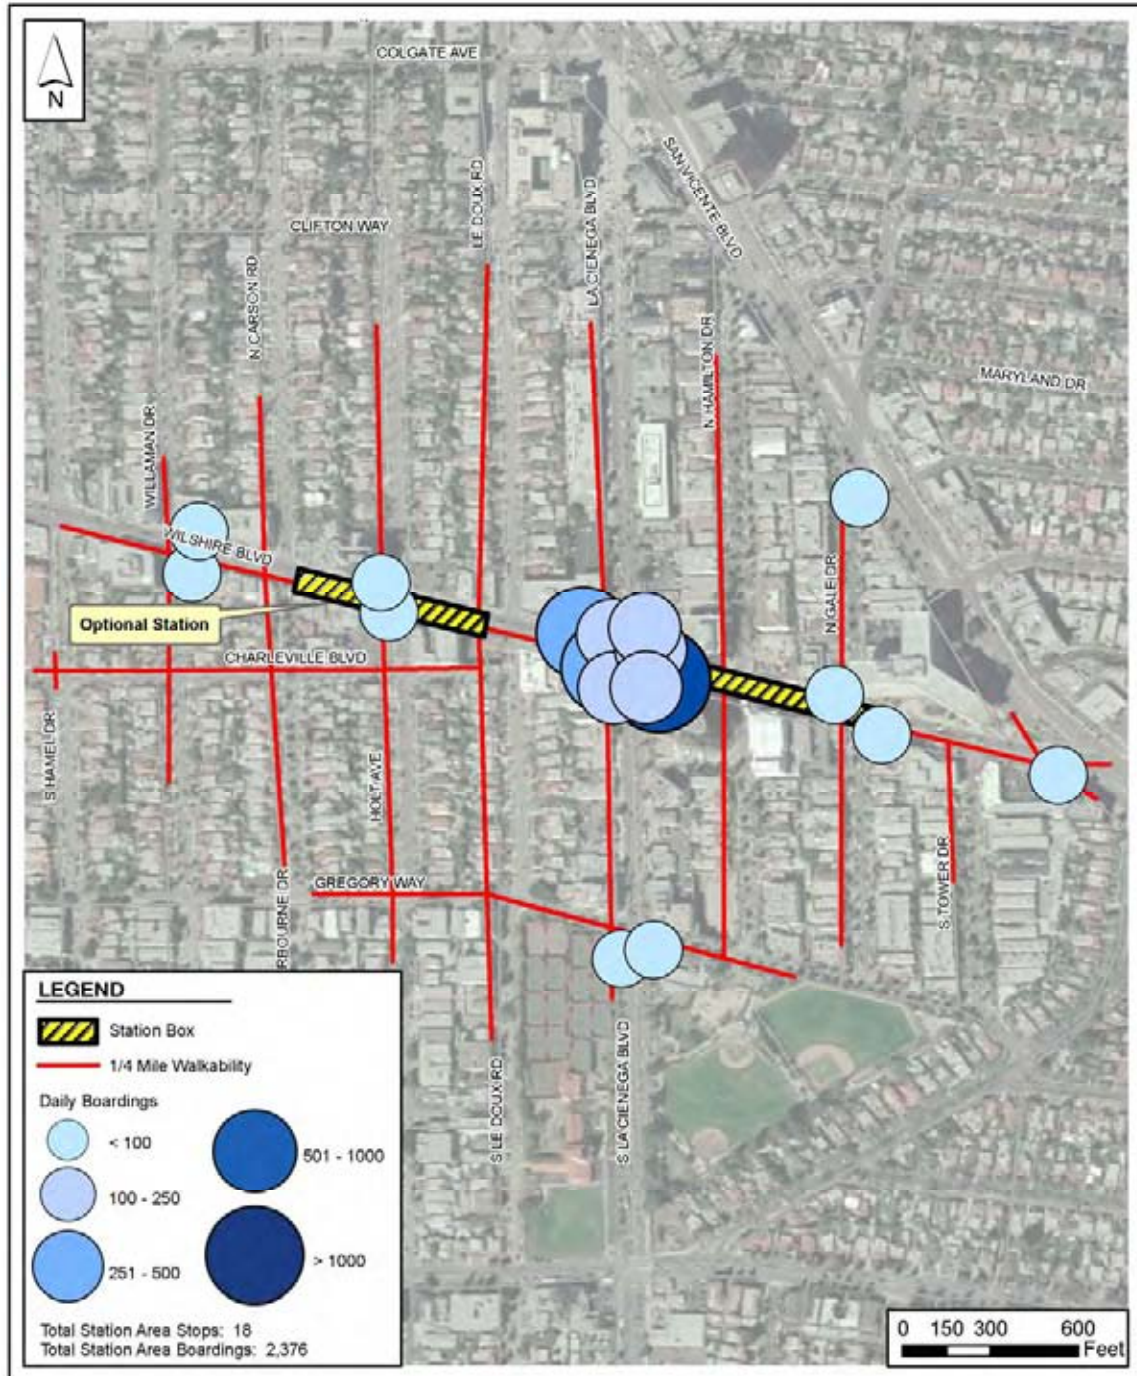 N
COLGATE AVE
SAN VICENTE BLVD
LE DOUX RD
LA CIENEGA BLVD
CLIFTON WAY
N CARSON RD
N HAMILTON DR
MARYLAND DR
WILLAMAN DR
WILSHIRE BLVD
N GALE DR
Optional Station
CHARLEVILLE BLVD
S HAMEL DR
HOLT AVE
GREGORY WAY
S TOWER DR
RBOURNE DR
S LE DOUX RD
S LA CIENEGA BLVD
LEGEND
Station Box
1/4 Mile Walkability
Daily Boardings
< 100
100 - 250
251 - 500
501 - 1000
> 1000
Total Station Area Stops: 18
Total Station Area Boardings: 2,376
0 150 300 600
Feet